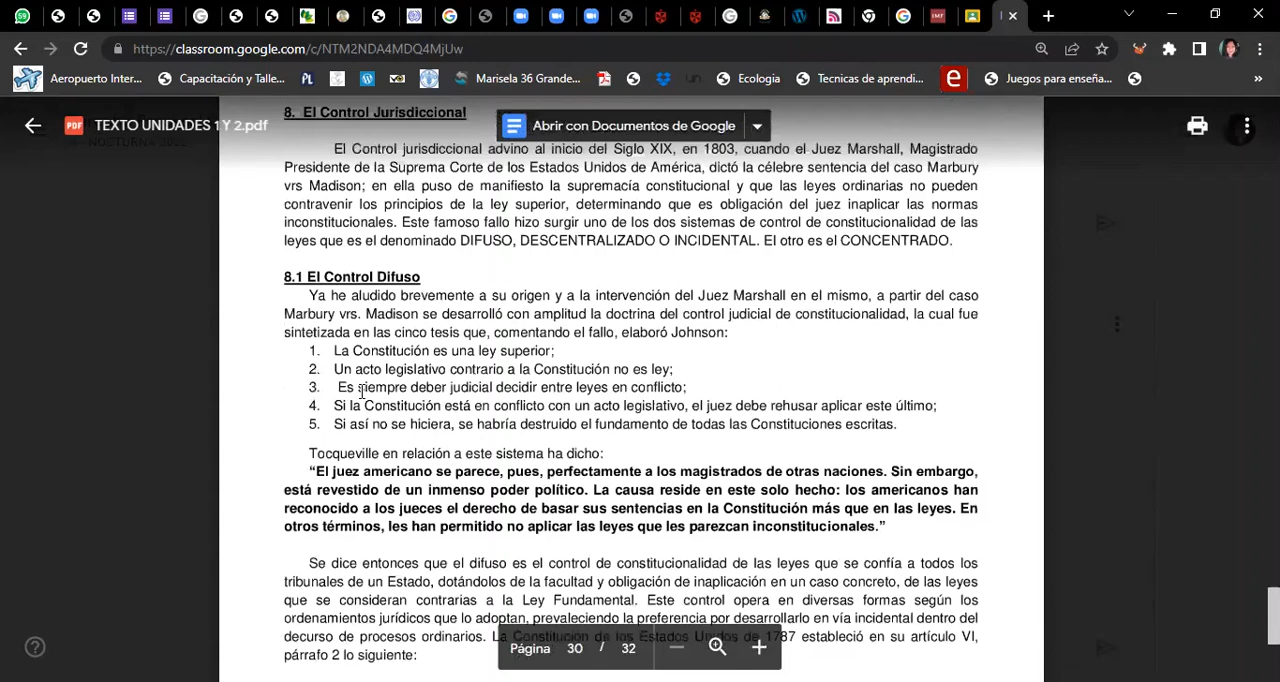 https://classroom.google.com/c/NTM2NDA4MDQ4MjUw
Aeropuerto Inter...
Capacitación y Talle...
Marisela 36 Grande...
Ecologia
Tecnicas de aprendi...
Juegos para enseña...
TEXTO UNIDADES 1 Y 2.pdf
Abrir con Documentos de Google
8. El Control Jurisdiccional
El Control jurisdiccional advino al inicio del Siglo XIX, en 1803, cuando el Juez Marshall, Magistrado
Presidente de la Suprema Corte de los Estados Unidos de América, dictó la célebre sentencia del caso Marbury
vrs Madison; en ella puso de manifiesto la supremacía constitucional y que las leyes ordinarias no pueden
contravenir los principios de la ley superior, determinando que es obligación del juez inaplicar las normas
inconstitucionales. Este famoso fallo hizo surgir uno de los dos sistemas de control de constitucionalidad de las
leyes que es el denominado DIFUSO, DESCENTRALIZADO O INCIDENTAL. El otro es el CONCENTRADO.
8.1 El Control Difuso
Ya he aludido brevemente a su origen y a la intervención del Juez Marshall en el mismo, a partir del caso
Marbury vrs. Madison se desarrolló con amplitud la doctrina del control judicial de constitucionalidad, la cual fue
sintetizada en las cinco tesis que, comentando el fallo, elaboró Johnson:
1. La Constitución es una ley superior;
2. Un acto legislativo contrario a la Constitución no es ley;
3. Es siempre deber judicial decidir entre leyes en conflicto;
4. Si la Constitución está en conflicto con un acto legislativo, el juez debe rehusar aplicar este último;
5. Si así no se hiciera, se habría destruido el fundamento de todas las Constituciones escritas.
Tocqueville en relación a este sistema ha dicho:
“El juez americano se parece, pues, perfectamente a los magistrados de otras naciones. Sin embargo,
está revestido de un inmenso poder político. La causa reside en este solo hecho: los americanos han
reconocido a los jueces el derecho de basar sus sentencias en la Constitución más que en las leyes. En
otros términos, les han permitido no aplicar las leyes que les parezcan inconstitucionales.”
Se dice entonces que el difuso es el control de constitucionalidad de las leyes que se confía a todos los
tribunales de un Estado, dotándolos de la facultad y obligación de inaplicación en un caso concreto, de las leyes
que se consideran contrarias a la Ley Fundamental. Este control opera en diversas formas según los
ordenamientos jurídicos que lo adoptan, prevaleciendo la preferencia por desarrollarlo en vía incidental dentro del
decurso de procesos ordinarios. La Constitución de los Estados Unidos de 1787 estableció en su artículo VI,
párrafo 2 lo siguiente:
Página 30 / 32